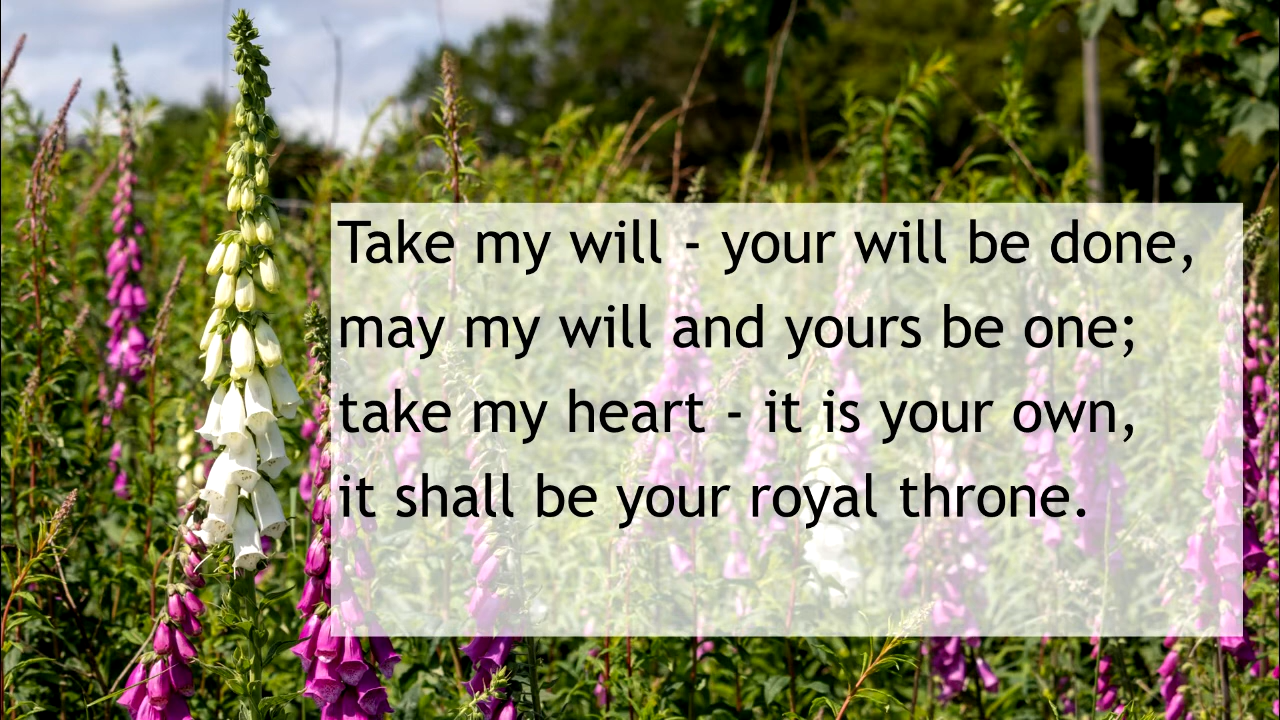 Take my will - your will be done,
may my will and yours be one;
take my heart - it is your own,
it shall be your royal throne.